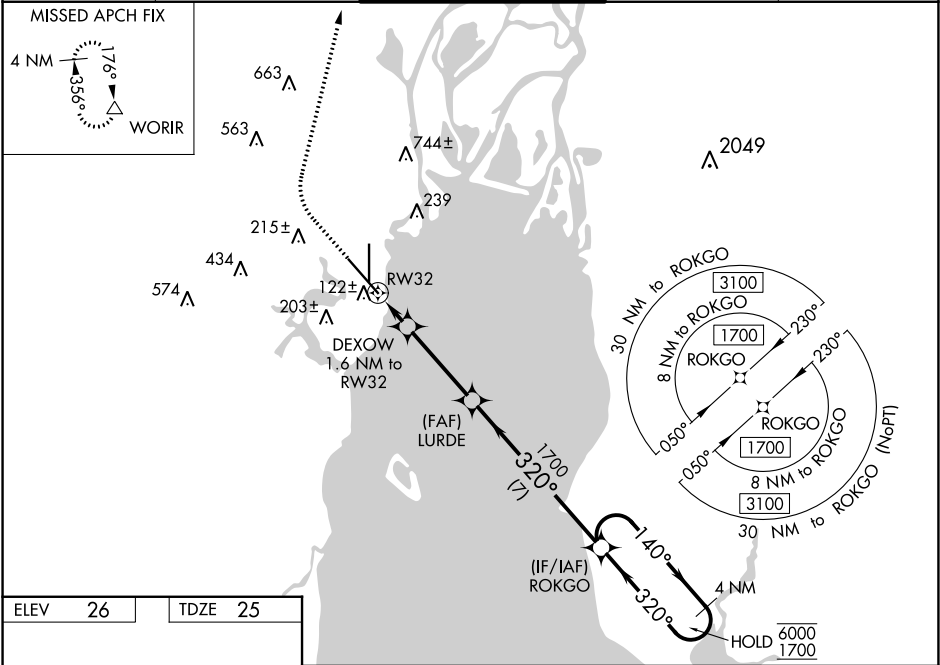 MISSED APCH FIX
4 NM
176°
356°
WORIR
663
563
744±
2049
239
215±
434
574
122±
RW32
203±
DEXOW
1.6 NM to
RW32
(FAF)
LURDE
1700
320°
(7)
(IF/IAF)
ROKGO
140°
320°
4 NM
HOLD
6000
1700
30 NM to ROKGO
3100
8 NM to ROKGO
1700
ROKGO
230°
050°
230°
ROKGO
050°
1700
8 NM to ROKGO
3100
30 NM to ROKGO (NoPT)
ELEV 26
TDZE 25